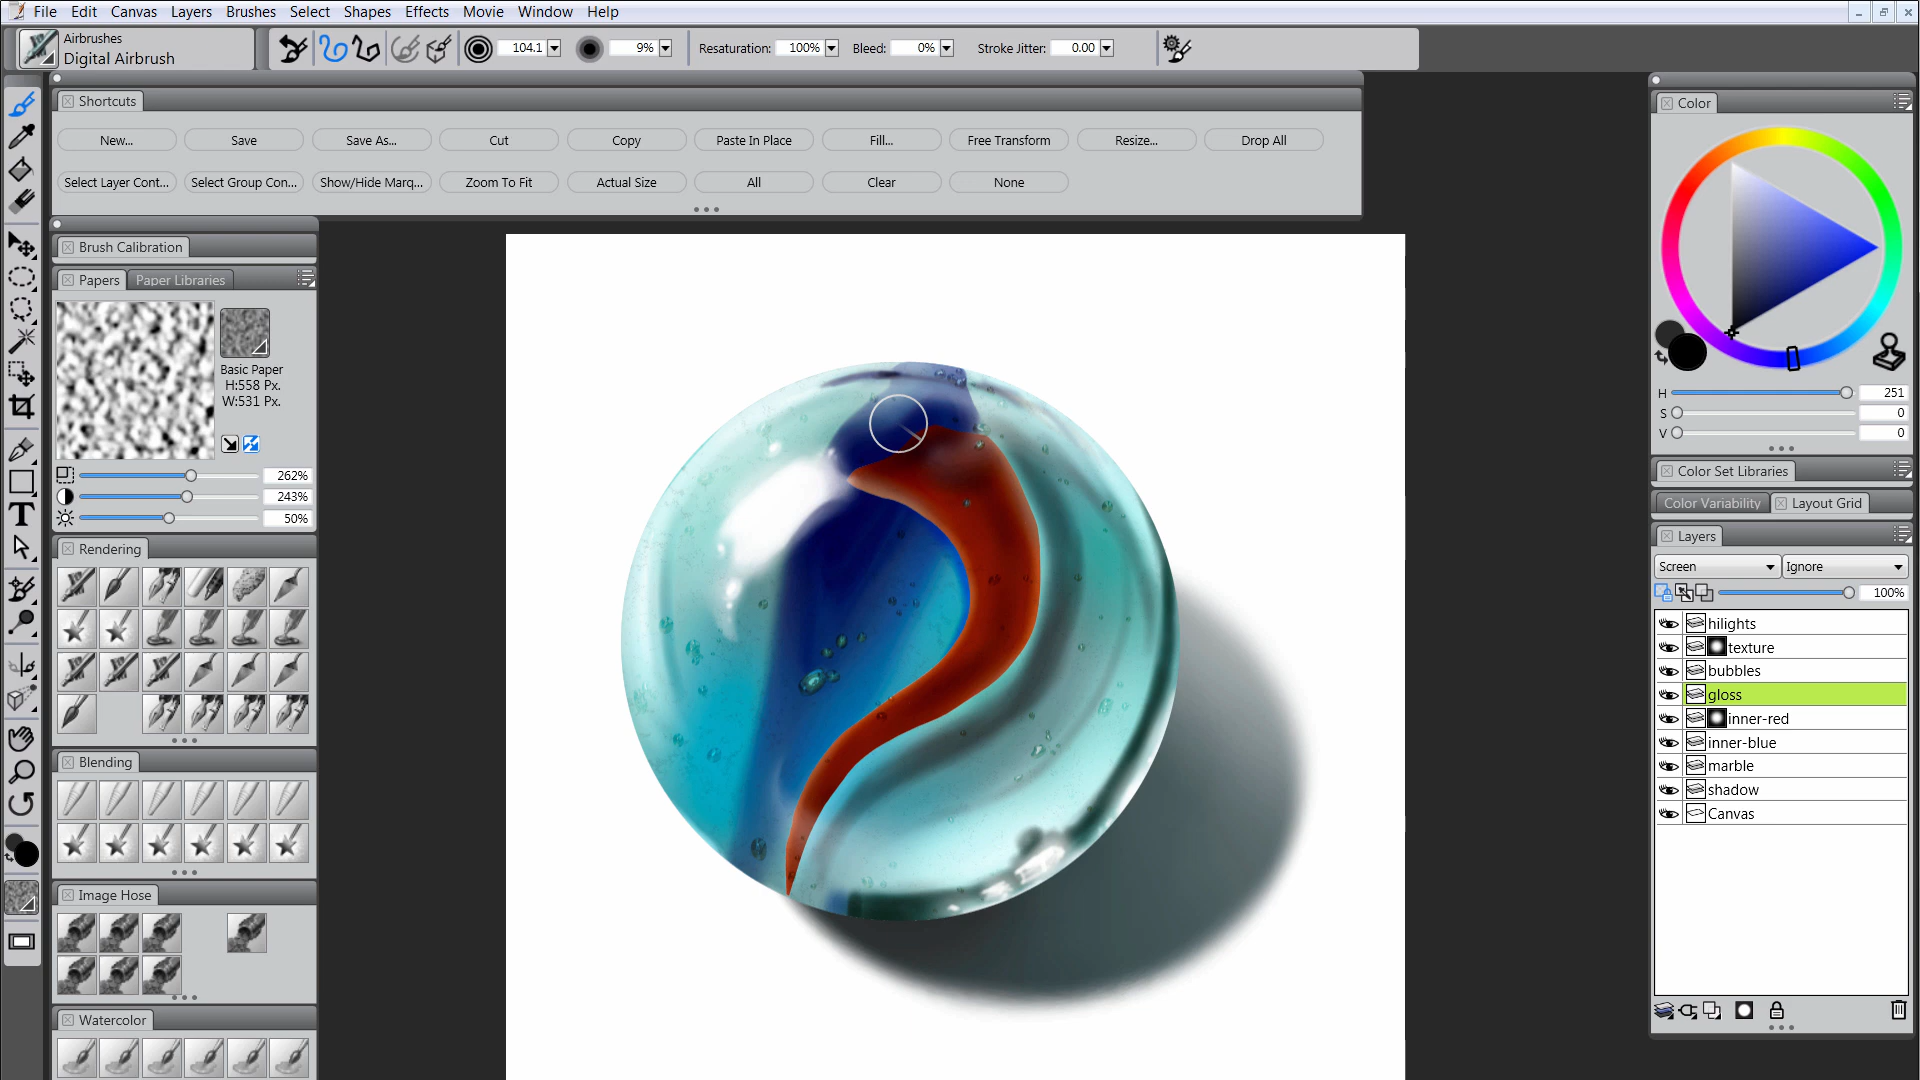 File Edit Canvas Layers Brushes Select Shapes Effects Movie Window Help
Airbrushes
Digital Airbrush
104.1 9% Resaturation: 100% Bleed: 0% Stroke Jitter: 0.00
Shortcuts
New... Save Save As... Cut Copy Paste In Place Fill... Free Transform Resize... Drop All
Select Layer Cont... Select Group Con... Show/Hide Marq... Zoom To Fit Actual Size All Clear None
Brush Calibration
Papers Paper Libraries
Basic Paper
H:558 Px.
W:531 Px.
262%
243%
50%
Rendering
Blending
Image Hose
Watercolor
Color
H 251
S 0
V 0
Color Set Libraries
Color Variability Layout Grid
Layers
Screen Ignore
100%
hilights
texture
bubbles
gloss
inner-red
inner-blue
marble
shadow
Canvas